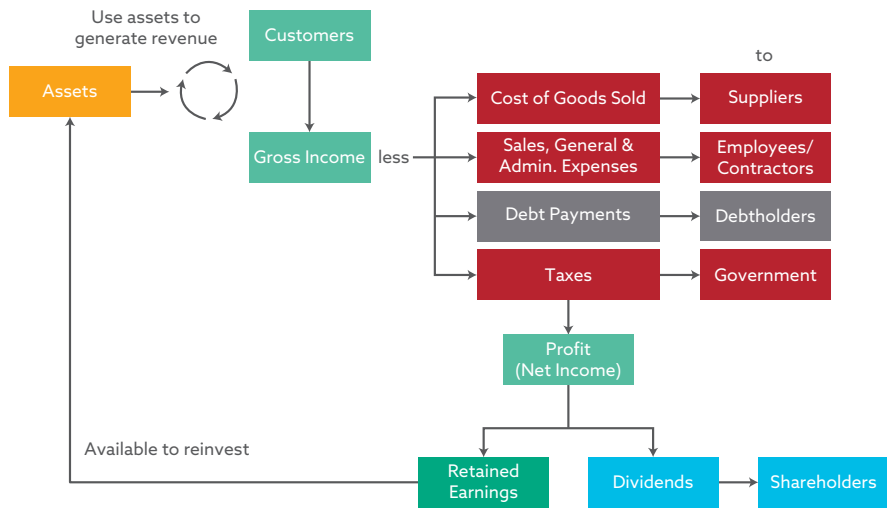 Use assets to
generate revenue
Customers
to
Assets
Cost of Goods Sold
Suppliers
Gross Income
less
Sales, General &
Admin. Expenses
Employees/
Contractors
Debt Payments
Debtholders
Taxes
Government
Profit
(Net Income)
Available to reinvest
Retained
Earnings
Dividends
Shareholders